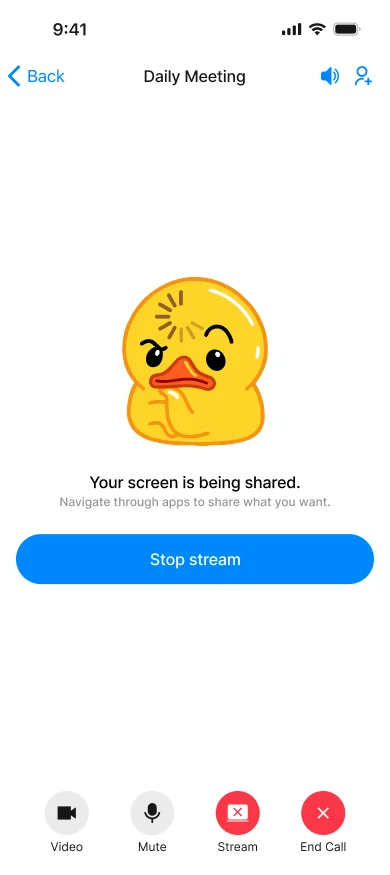 9:41
Back
Daily Meeting
Your screen is being shared.
Navigate through apps to share what you want.
Stop stream
Video
Mute
Stream
End Call